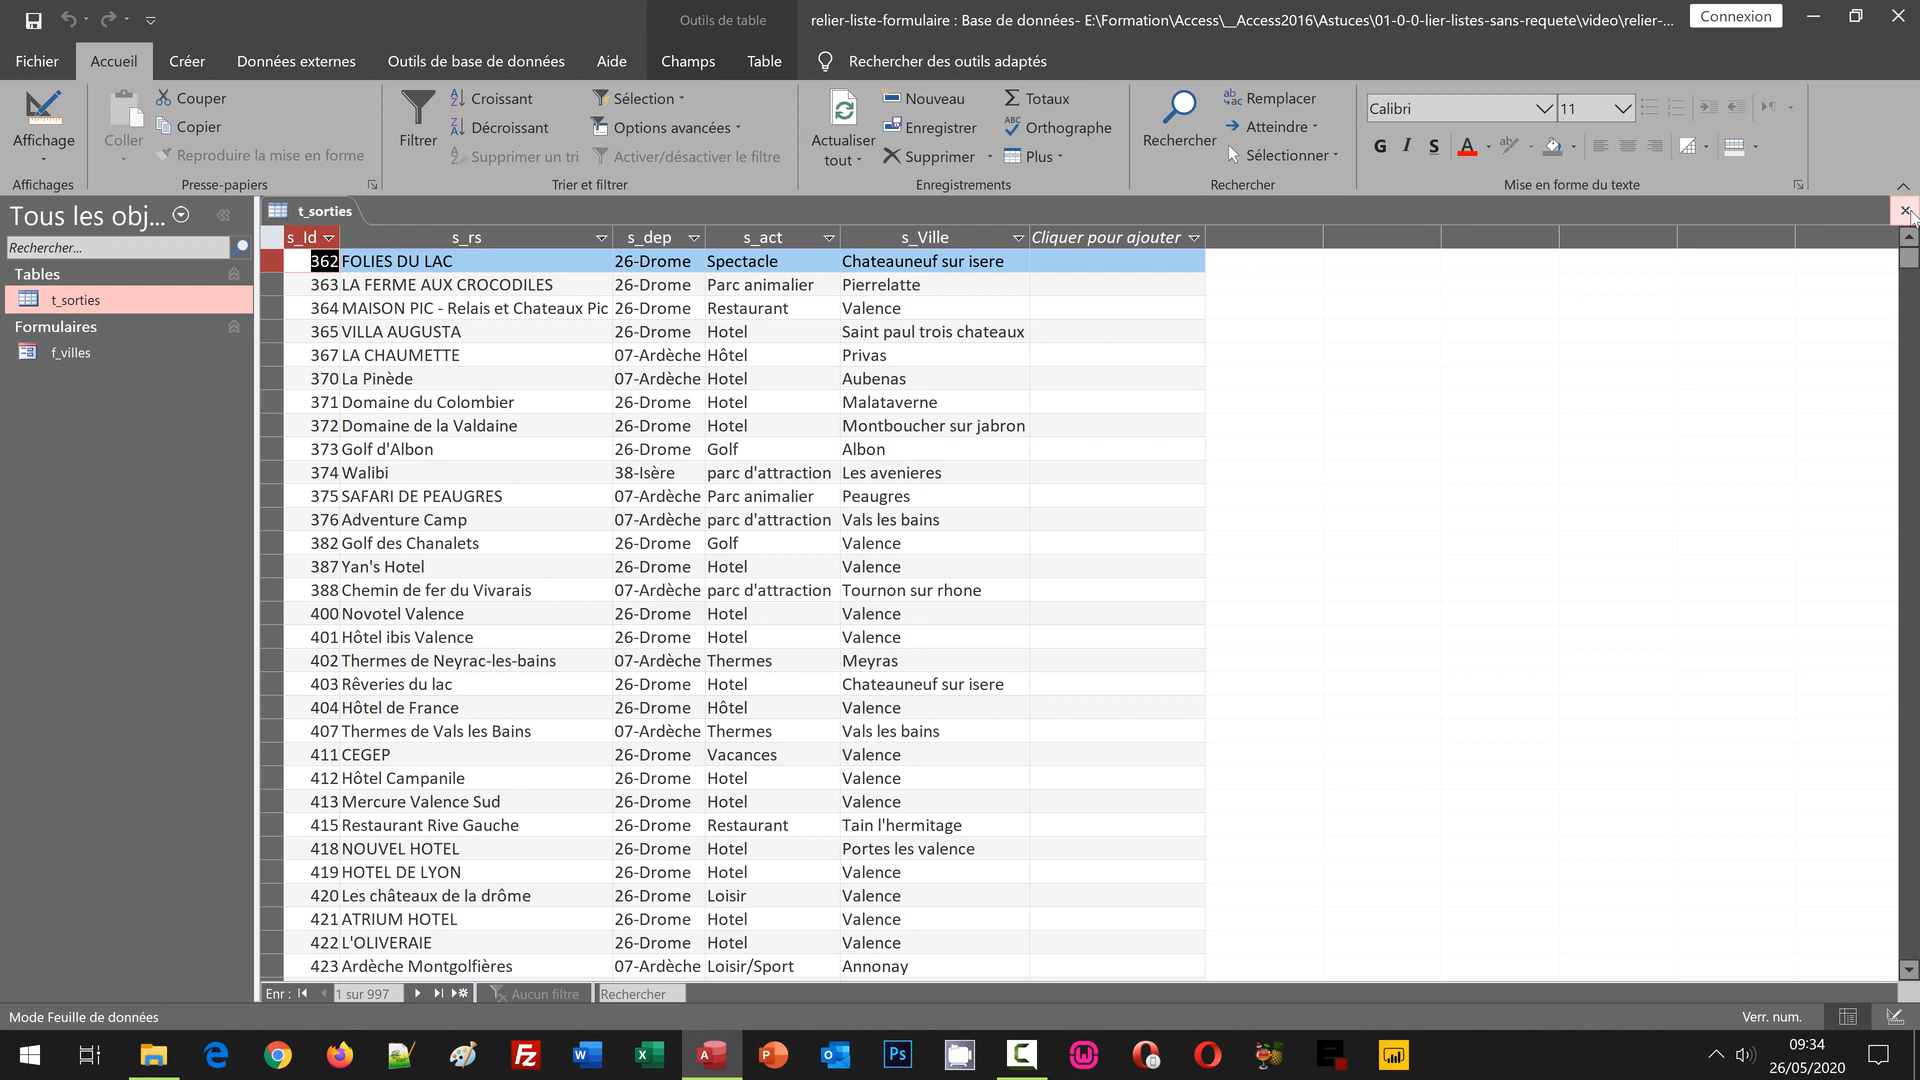 Outils de table
relier-liste-formulaire : Base de données- E:\Formation\Access\__Access2016\Astuces\01-0-0-lier-listes-sans-requete\video\relier-...
Connexion
Fichier Accueil Créer Données externes Outils de base de données Aide Champs Table Rechercher des outils adaptés
Affichage
Coller
Couper
Copier
Reproduire la mise en forme
Filtrer
Croissant
Décroissant
Supprimer un tri
Sélection
Options avancées
Activer/désactiver le filtre
Actualiser
tout
Nouveau
Enregistrer
Supprimer
Totaux
Orthographe
Plus
Rechercher
Remplacer
Atteindre
Sélectionner
Calibri 11
G I S
Affichages Presse-papiers Trier et filtrer Enregistrements Rechercher Mise en forme du texte
Tous les obj...
Rechercher...
Tables
t_sorties
Formulaires
f_villes
t_sorties
s_Id s_rs s_dep s_act s_Ville Cliquer pour ajouter
362 FOLIES DU LAC 26-Drome Spectacle Chateauneuf sur isere
363 LA FERME AUX CROCODILES 26-Drome Parc animalier Pierrelatte
364 MAISON PIC - Relais et Chateaux Pic 26-Drome Restaurant Valence
365 VILLA AUGUSTA 26-Drome Hotel Saint paul trois chateaux
367 LA CHAUMETTE 07-Ardèche Hôtel Privas
370 La Pinède 07-Ardèche Hotel Aubenas
371 Domaine du Colombier 26-Drome Hotel Malataverne
372 Domaine de la Valdaine 26-Drome Hotel Montboucher sur jabron
373 Golf d'Albon 26-Drome Golf Albon
374 Walibi 38-Isère parc d'attraction Les avenieres
375 SAFARI DE PEAUGRES 07-Ardèche Parc animalier Peaugres
376 Adventure Camp 07-Ardèche parc d'attraction Vals les bains
382 Golf des Chanalets 26-Drome Golf Valence
387 Yan's Hotel 26-Drome Hotel Valence
388 Chemin de fer du Vivarais 07-Ardèche parc d'attraction Tournon sur rhone
400 Novotel Valence 26-Drome Hotel Valence
401 Hôtel ibis Valence 26-Drome Hotel Valence
402 Thermes de Neyrac-les-bains 07-Ardèche Thermes Meyras
403 Rêveries du lac 26-Drome Hotel Chateauneuf sur isere
404 Hôtel de France 26-Drome Hôtel Valence
407 Thermes de Vals les Bains 07-Ardèche Thermes Vals les bains
411 CEGEP 26-Drome Vacances Valence
412 Hôtel Campanile 26-Drome Hotel Valence
413 Mercure Valence Sud 26-Drome Hotel Valence
415 Restaurant Rive Gauche 26-Drome Restaurant Tain l'hermitage
418 NOUVEL HOTEL 26-Drome Hotel Portes les valence
419 HOTEL DE LYON 26-Drome Hotel Valence
420 Les châteaux de la drôme 26-Drome Loisir Valence
421 ATRIUM HOTEL 26-Drome Hotel Valence
422 L'OLIVERAIE 26-Drome Hotel Valence
423 Ardèche Montgolfières 07-Ardèche Loisir/Sport Annonay
Enr : 1 sur 997 Aucun filtre Rechercher
Mode Feuille de données
Verr. num.
09:34
26/05/2020